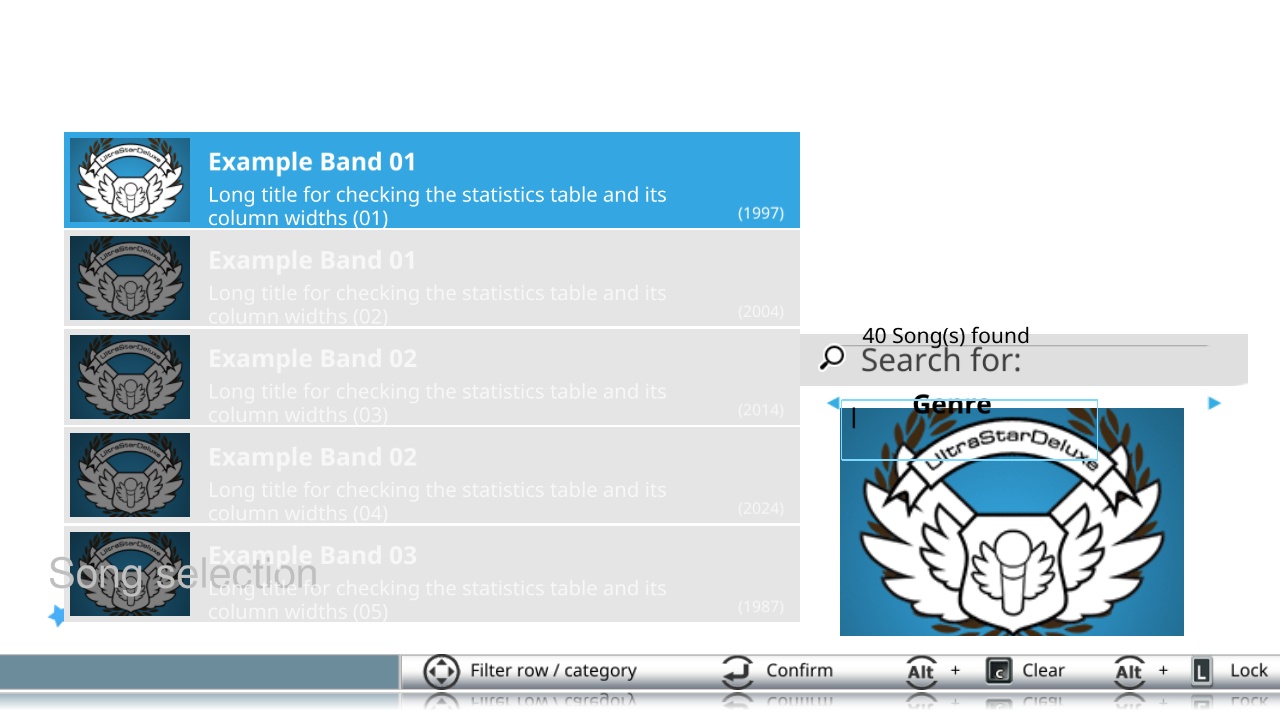 Example Band 01
Long title for checking the statistics table and its
column widths (01)
(1997)
Example Band 01
Long title for checking the statistics table and its
column widths (02)
(2004)
Example Band 02
Long title for checking the statistics table and its
column widths (03)
(2014)
Example Band 02
Long title for checking the statistics table and its
column widths (04)
(2024)
Example Band 03
Long title for checking the statistics table and its
column widths (05)
(1987)
Song selection
40 Song(s) found
Search for:
Genre
UltraStarDeluxe
Filter row / category
Confirm
Alt + C Clear
Alt + L Lock